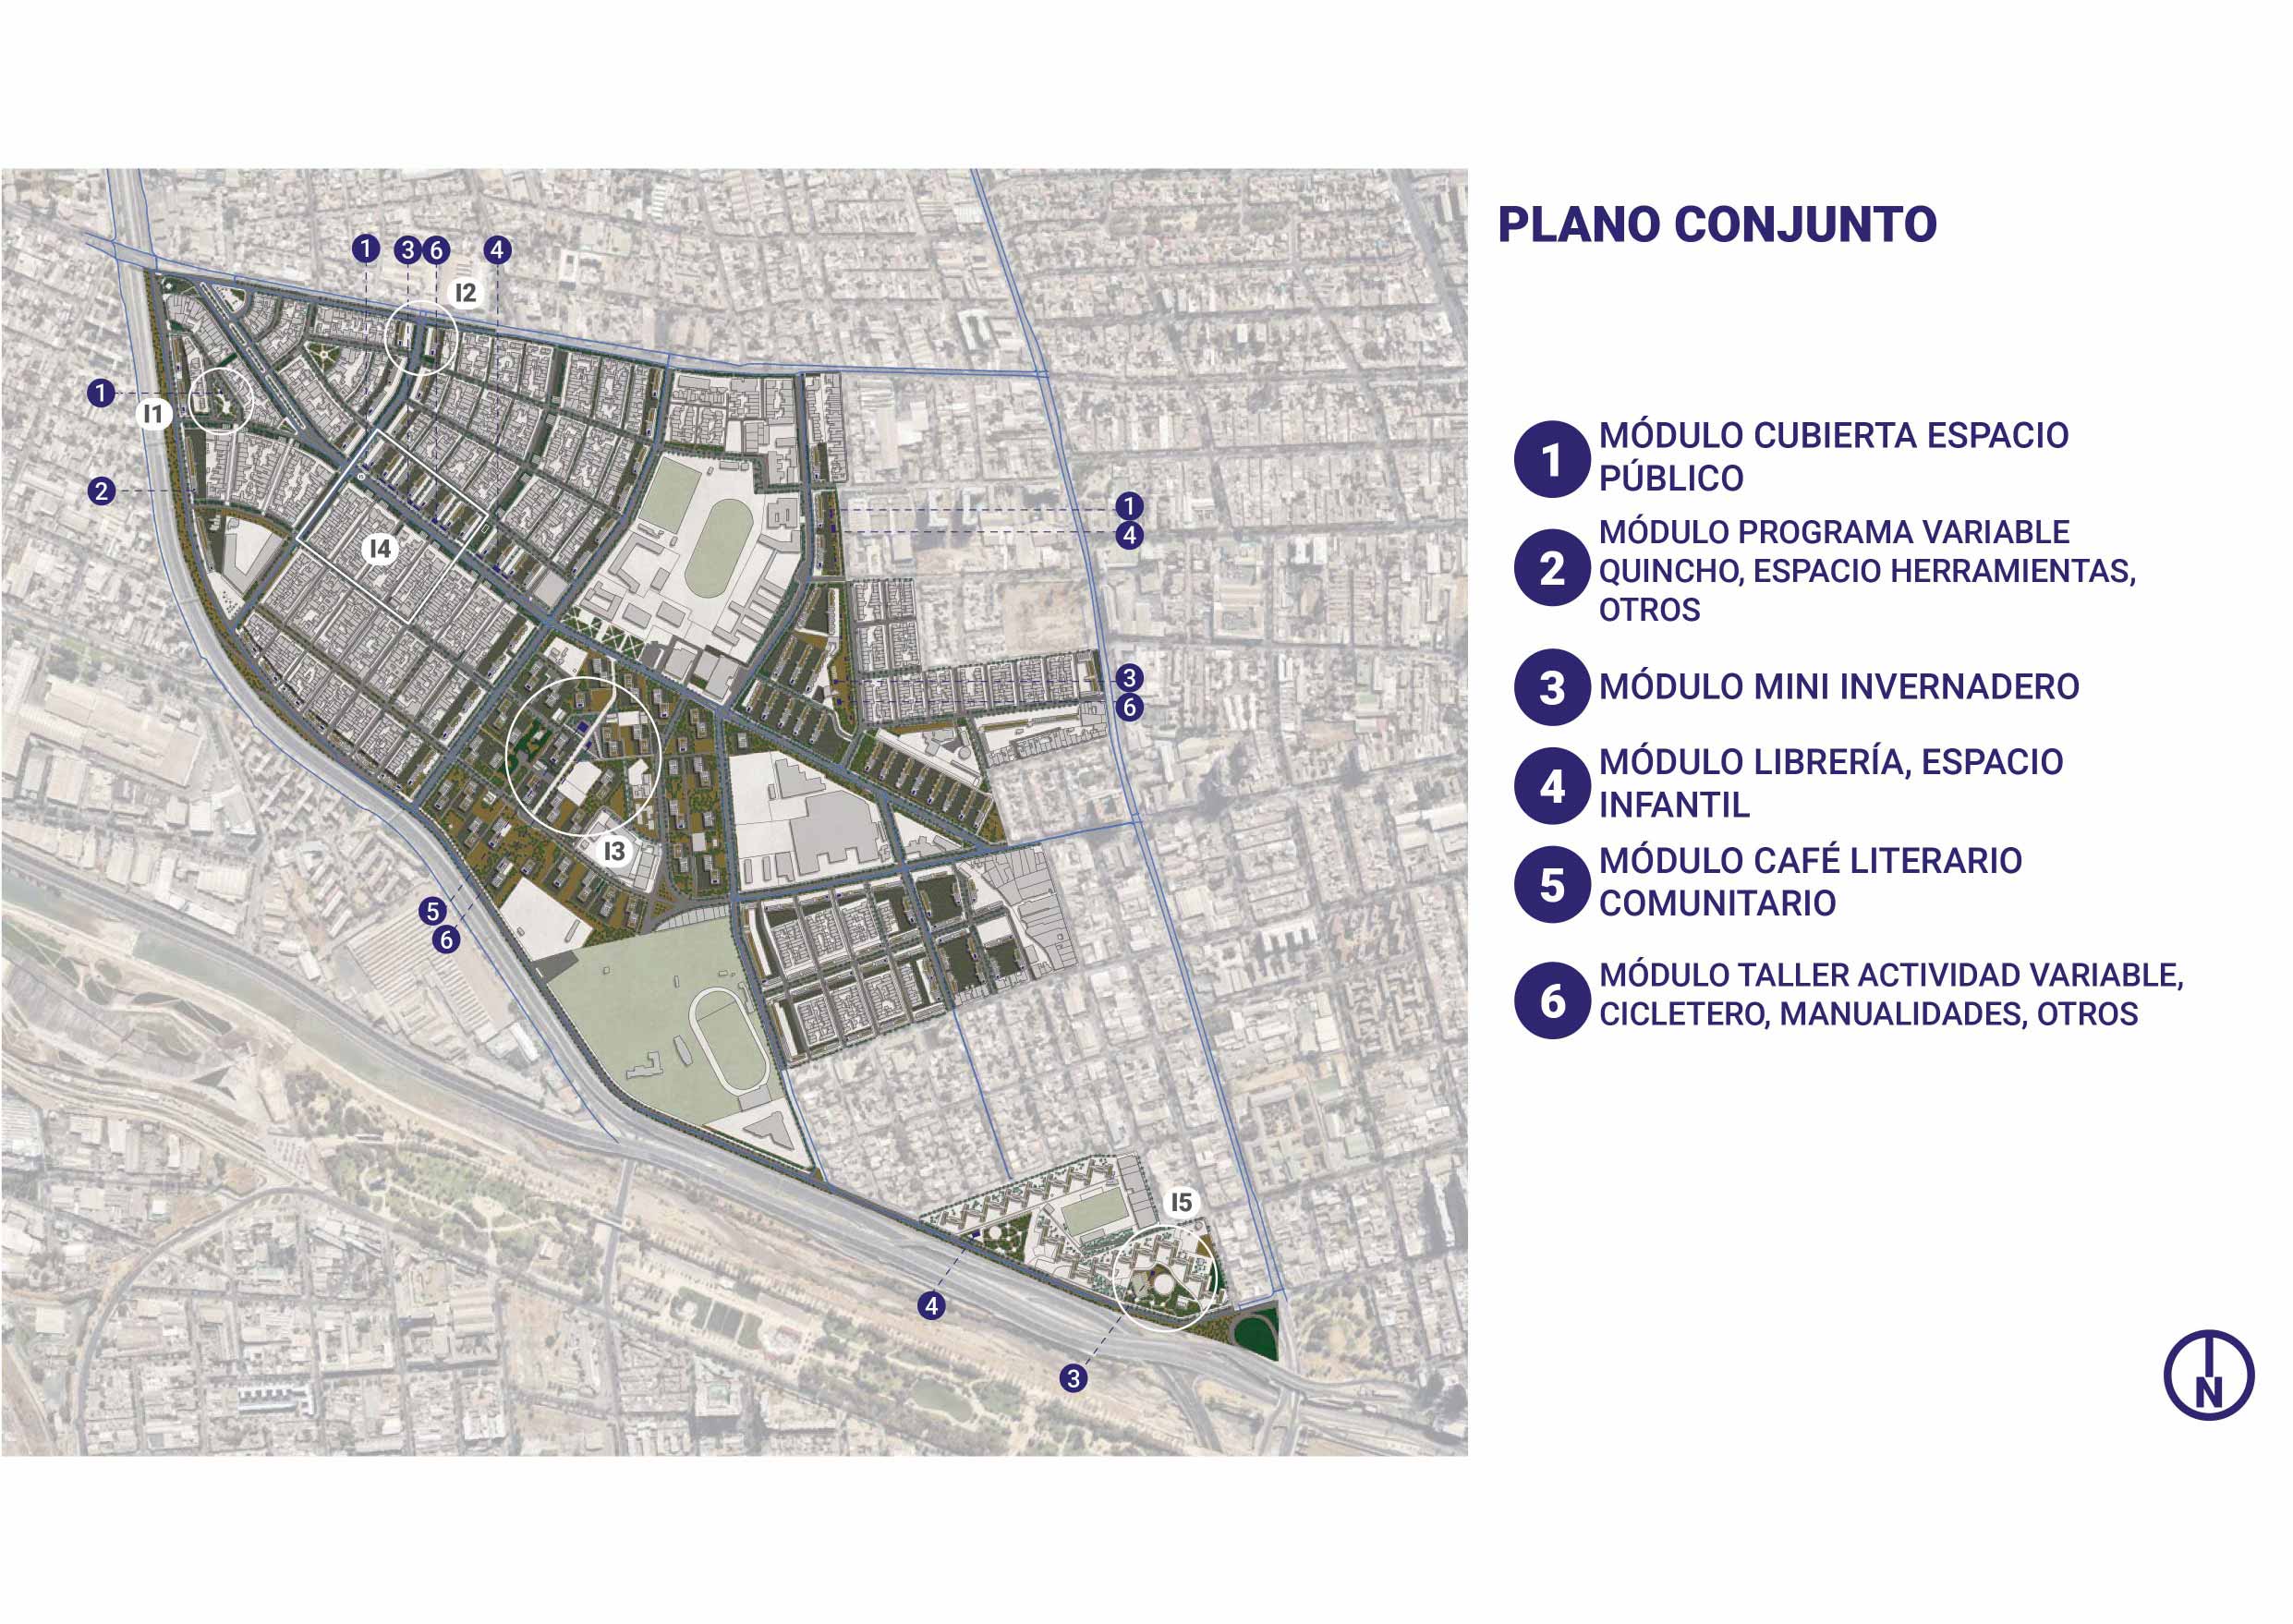 PLANO CONJUNTO
1 3 6 4
I2
1
I1
2
I4
1
4
3
6
I3
5
6
I5
4
3
1 MÓDULO CUBIERTA ESPACIO
PÚBLICO
2 MÓDULO PROGRAMA VARIABLE
QUINCHO, ESPACIO HERRAMIENTAS,
OTROS
3 MÓDULO MINI INVERNADERO
4 MÓDULO LIBRERÍA, ESPACIO
INFANTIL
5 MÓDULO CAFÉ LITERARIO
COMUNITARIO
6 MÓDULO TALLER ACTIVIDAD VARIABLE,
CICLETERO, MANUALIDADES, OTROS
N